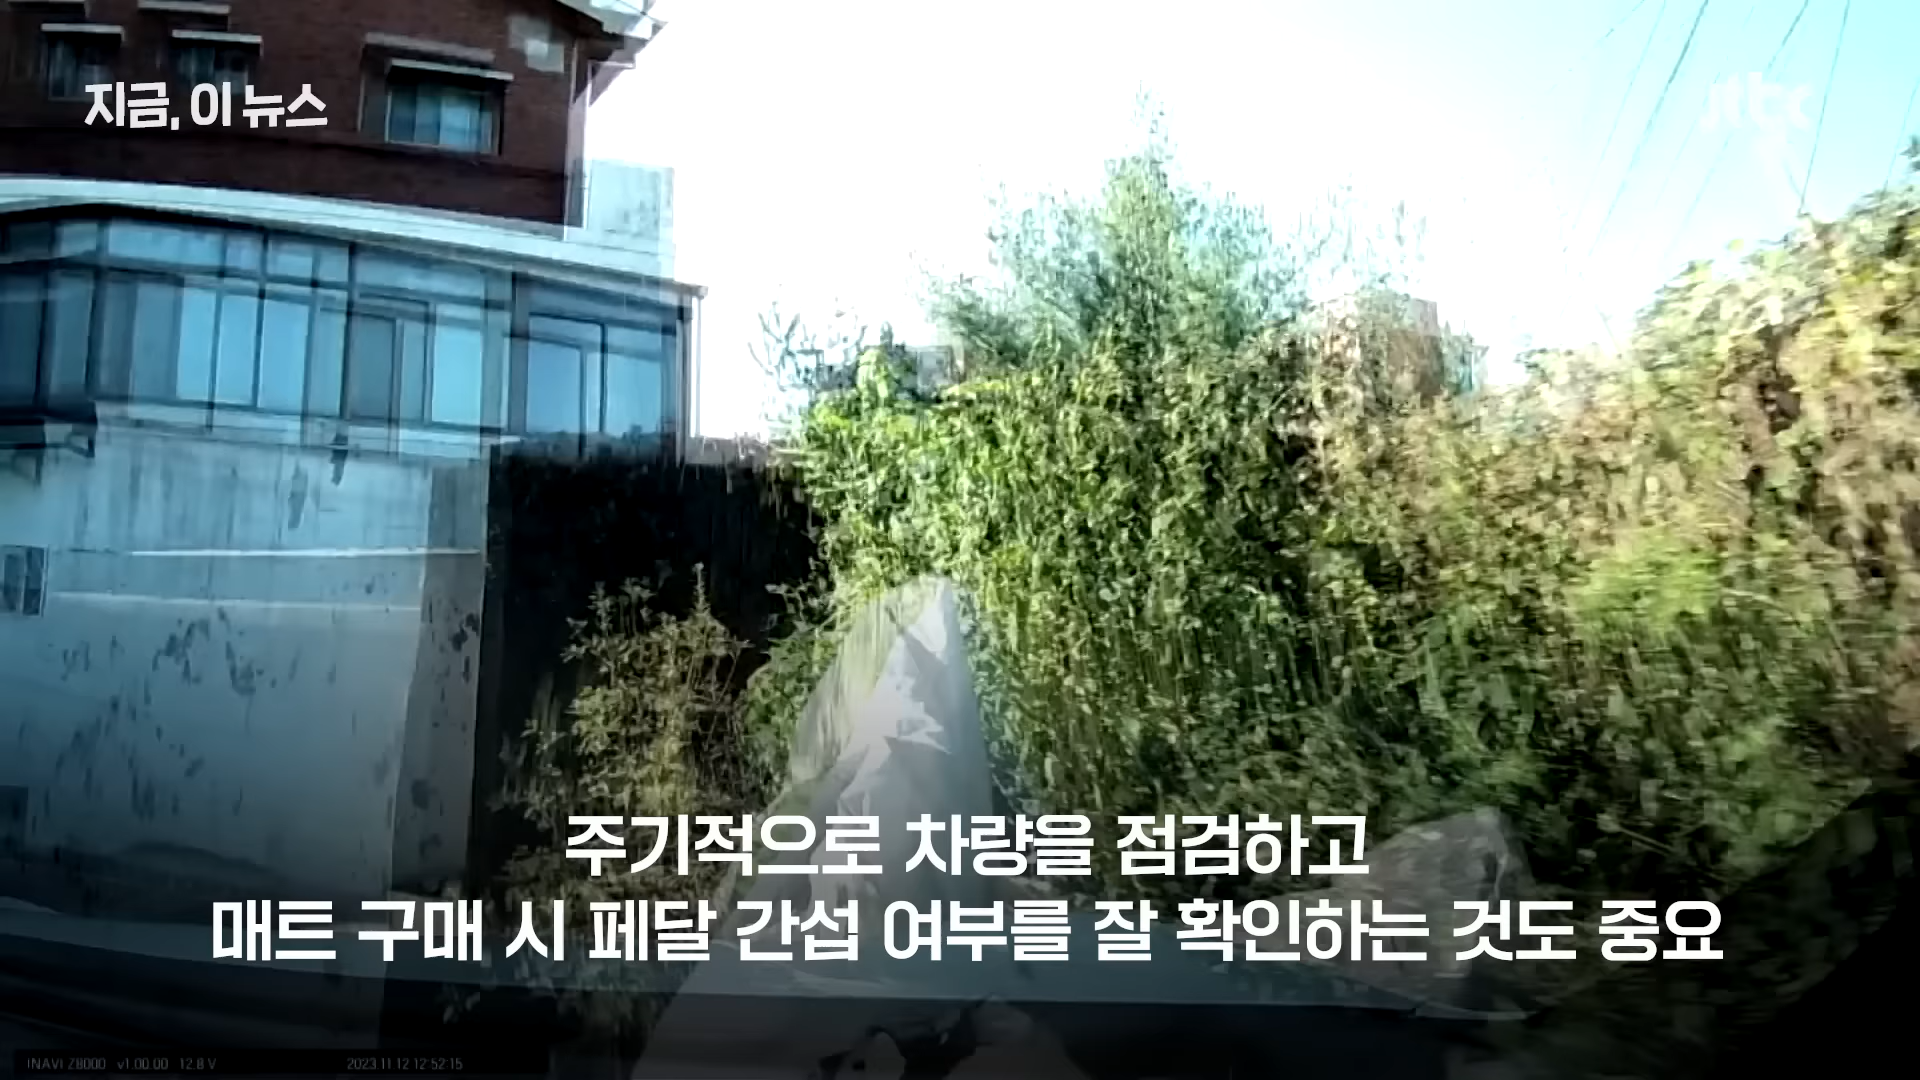 지금, 이 뉴스
jtbc
주기적으로 차량을 점검하고
매트 구매 시 페달 간섭 여부를 잘 확인하는 것도 중요
INAVI Z8000 v1.00.00 12.8 V 2023.11.12 12:52:15